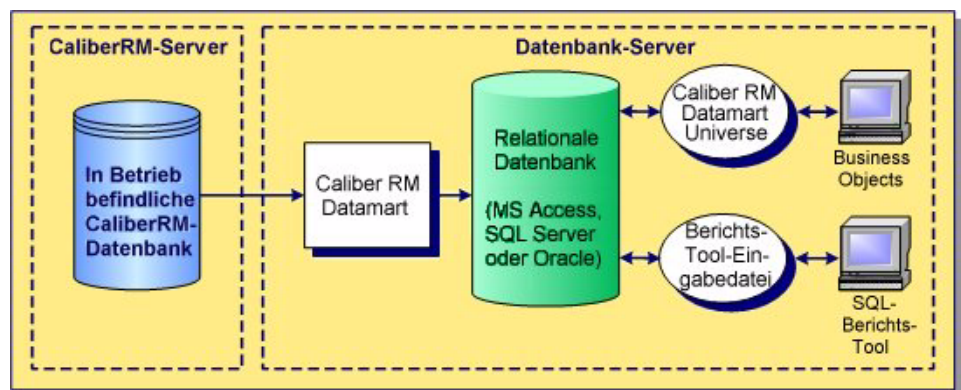 CaliberRM-Server
In Betrieb
befindliche
CaliberRM-
Datenbank
Datenbank-Server
Caliber RM
Datamart
Relationale
Datenbank
(MS Access,
SQL Server
oder Oracle)
Caliber RM
Datamart
Universe
Business
Objects
Berichts-
Tool-Ein-
gabedatei
SQL-
Berichts-
Tool